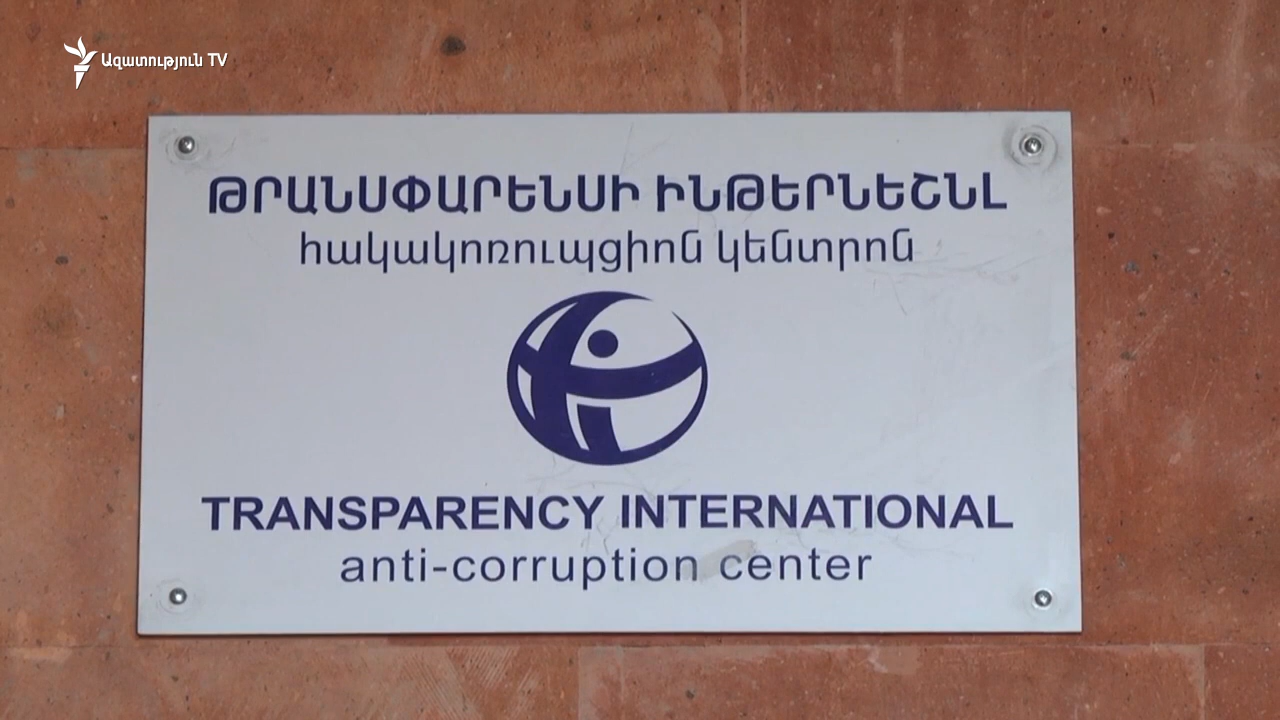 Ազատություն TV
ԹՐԱՆՍՓԱՐԵՆՍԻ ԻՆԹԵՐՆԵՇՆԼ
հակակոռուպցիոն կենտրոն
TRANSPARENCY INTERNATIONAL
anti-corruption center